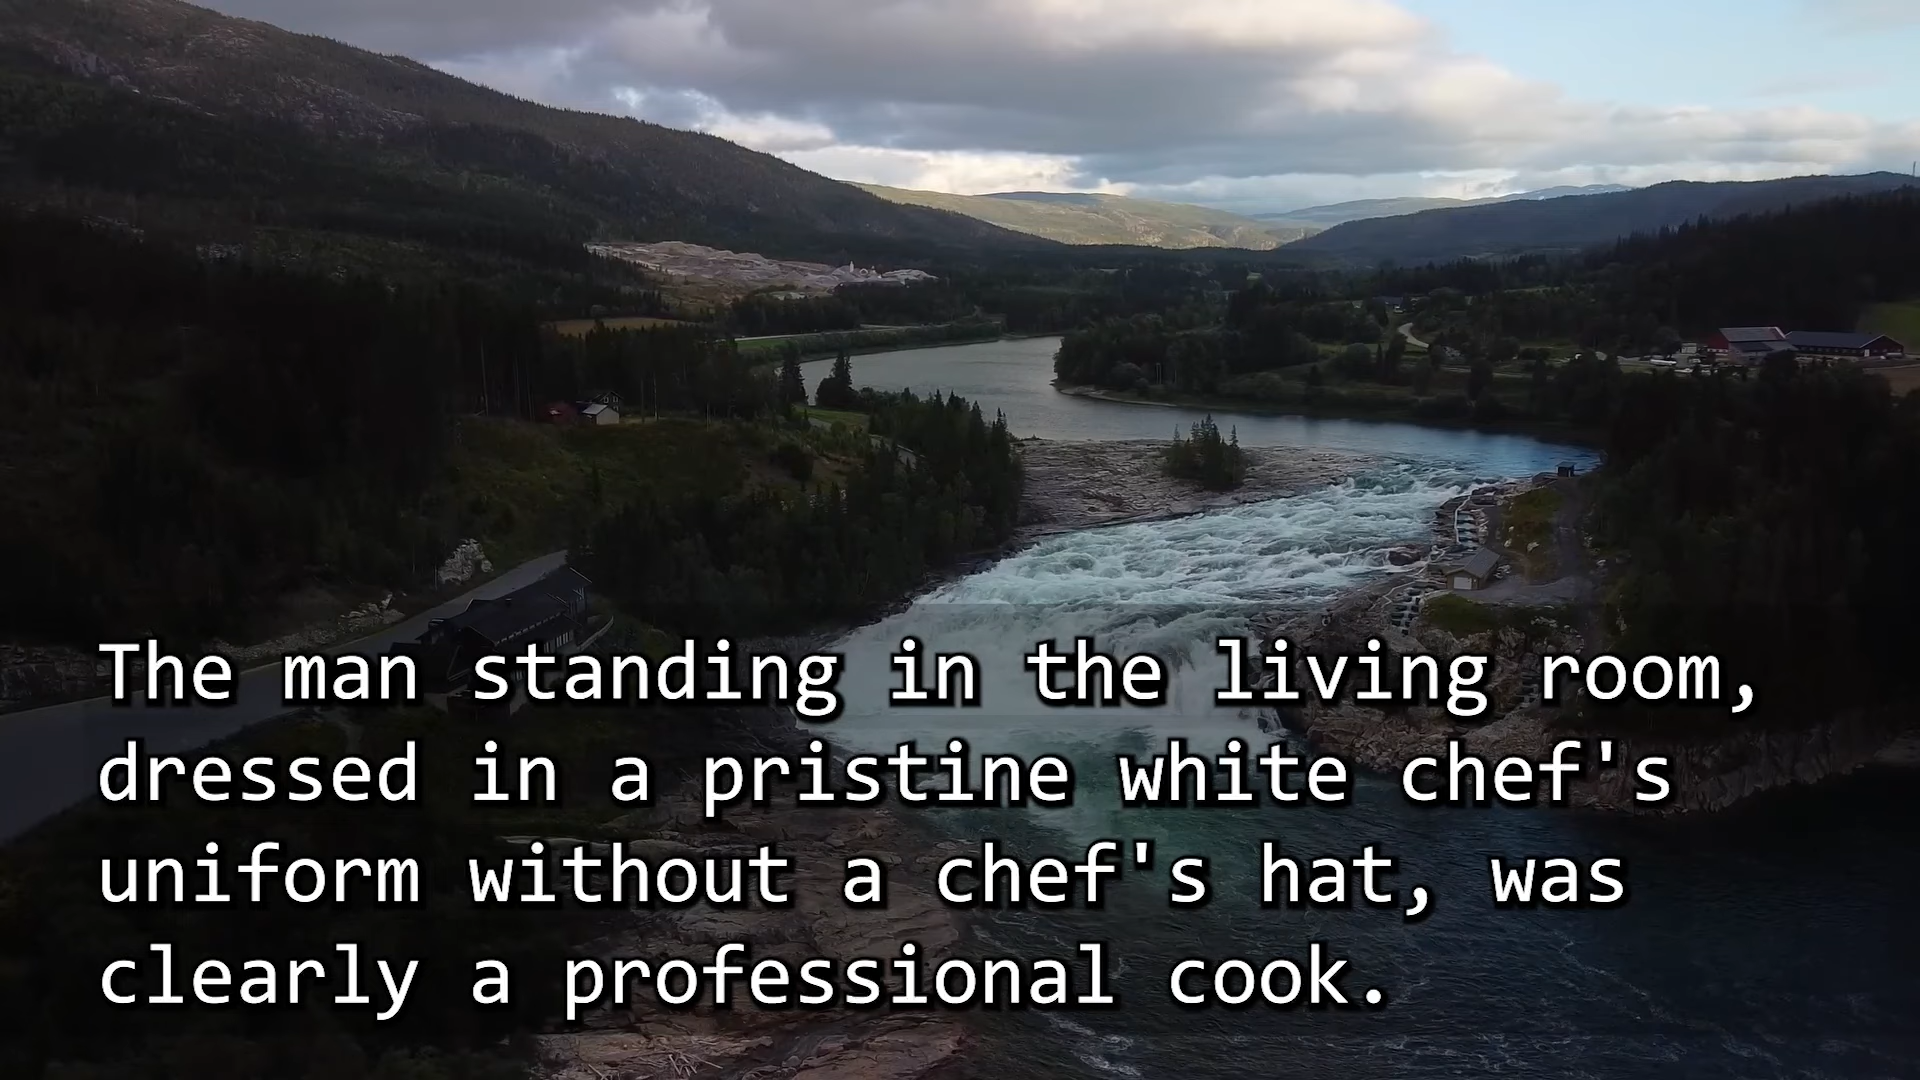 The man standing in the living room,
dressed in a pristine white chef's
uniform without a chef's hat, was
clearly a professional cook.